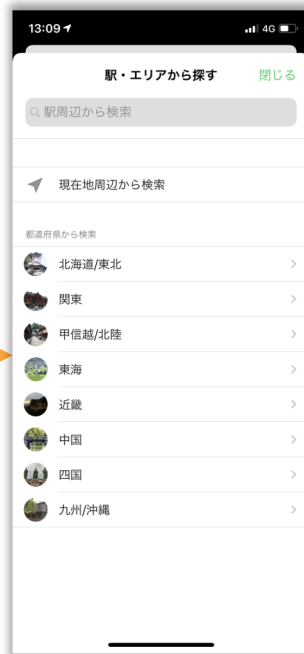 13:09
4G
駅・エリアから探す 閉じる
駅周辺から検索
現在地周辺から検索
都道府県から検索
北海道/東北
関東
甲信越/北陸
東海
近畿
中国
四国
九州/沖縄